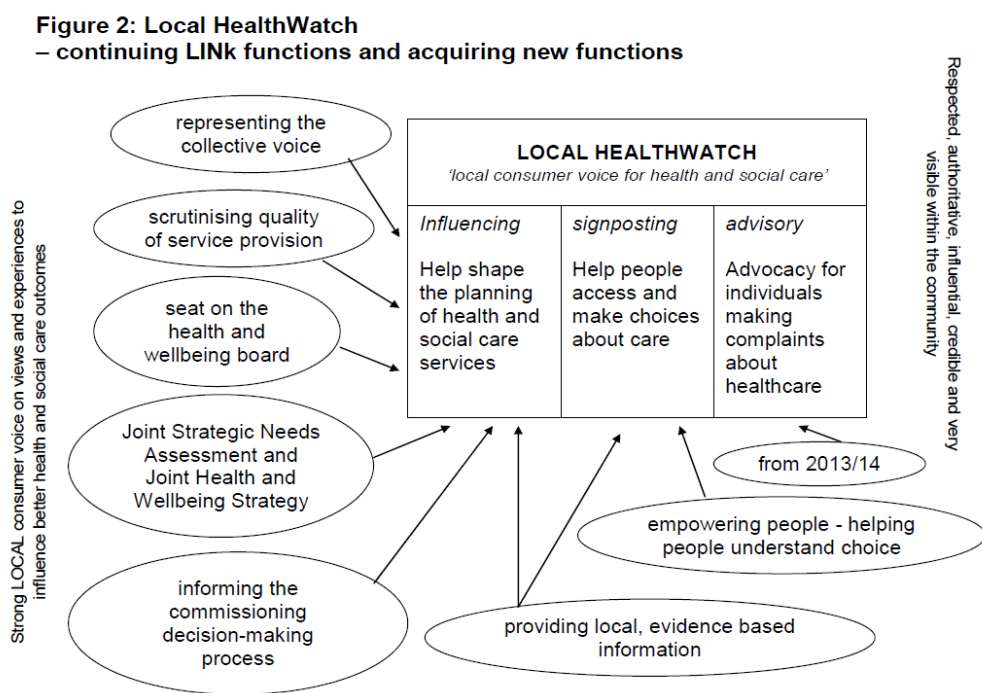 Figure 2: Local HealthWatch
– continuing LINk functions and acquiring new functions
representing the
collective voice
scrutinising quality
of service provision
seat on the
health and
wellbeing board
Joint Strategic Needs
Assessment and
Joint Health and
Wellbeing Strategy
informing the
commissioning
decision-making
process
LOCAL HEALTHWATCH
'local consumer voice for health and social care'
Influencing
Help shape
the planning
of health and
social care
services
signposting
Help people
access and
make choices
about care
advisory
Advocacy for
individuals
making
complaints
about
healthcare
from 2013/14
empowering people - helping
people understand choice
providing local, evidence based
information
Strong LOCAL consumer voice on views and experiences to
influence better health and social care outcomes
Respected, authoritative, influential, credible and very
visible within the community